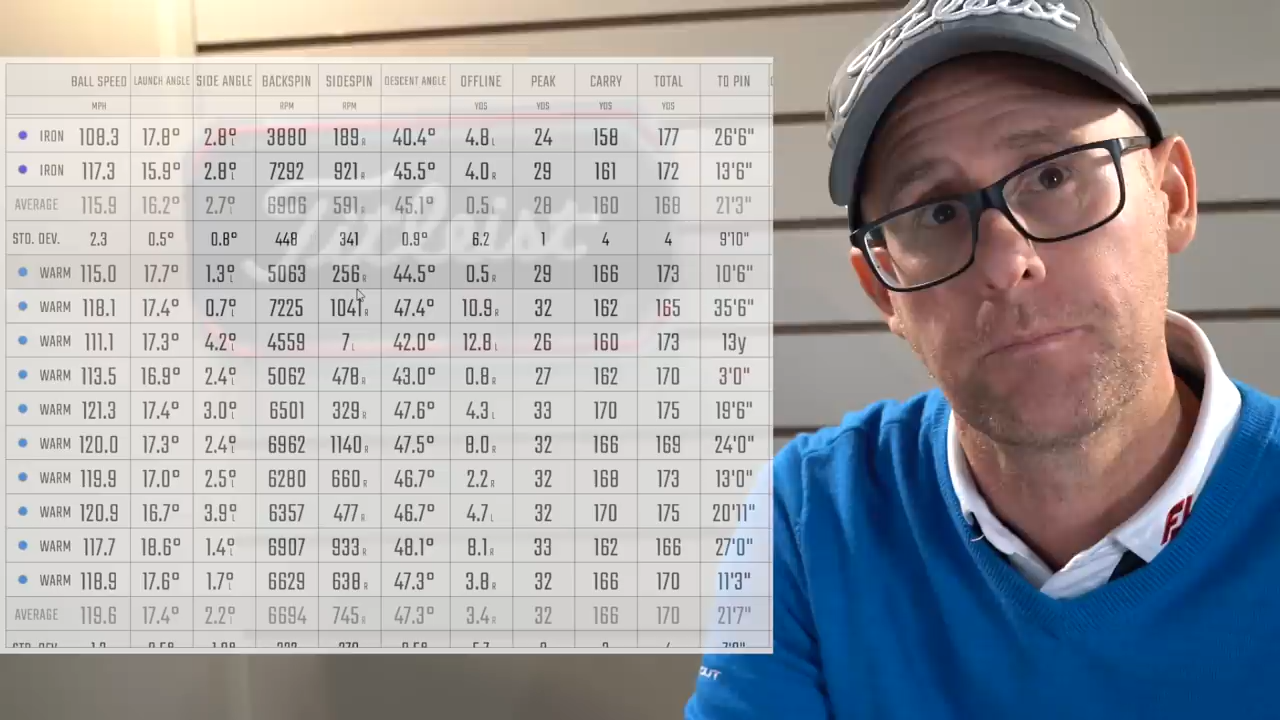 Titleist
BALL SPEED LAUNCH ANGLE SIDE ANGLE BACKSPIN SIDESPIN DESCENT ANGLE OFFLINE PEAK CARRY TOTAL TO PIN
MPH RPM RPM YDS YDS YDS YDS
IRON 108.3 17.8° 2.8° L 3880 189 R 40.4° 4.8 L 24 158 177 26'6"
IRON 117.3 15.9° 2.8° L 7292 921 R 45.5° 4.0 R 29 161 172 13'6"
AVERAGE 115.9 16.2° 2.7° L 6906 591 R 45.1° 0.5 L 28 160 168 21'3"
STD. DEV. 2.3 0.5° 0.8° 448 341 0.9° 6.2 1 4 4 9'10"
WARM 115.0 17.7° 1.3° L 5063 256 R 44.5° 0.5 R 29 166 173 10'6"
WARM 118.1 17.4° 0.7° L 7225 1041 R 47.4° 10.9 R 32 162 165 35'6"
WARM 111.1 17.3° 4.2° L 4559 7 L 42.0° 12.8 L 26 160 173 13y
WARM 113.5 16.9° 2.4° L 5062 478 R 43.0° 0.8 R 27 162 170 3'0"
WARM 121.3 17.4° 3.0° L 6501 329 R 47.6° 4.3 L 33 170 175 19'6"
WARM 120.0 17.3° 2.4° L 6962 1140 R 47.5° 8.0 R 32 166 169 24'0"
WARM 119.9 17.0° 2.5° L 6280 660 R 46.7° 2.2 R 32 168 173 13'0"
WARM 120.9 16.7° 3.9° L 6357 477 R 46.7° 4.7 L 32 170 175 20'11"
WARM 117.7 18.6° 1.4° L 6907 933 R 48.1° 8.1 R 33 162 166 27'0"
WARM 118.9 17.6° 1.7° L 6629 638 R 47.3° 3.8 R 32 166 170 11'3"
AVERAGE 119.6 17.4° 2.2° L 6694 745 R 47.3° 3.4 R 32 166 170 21'7"
Titleist